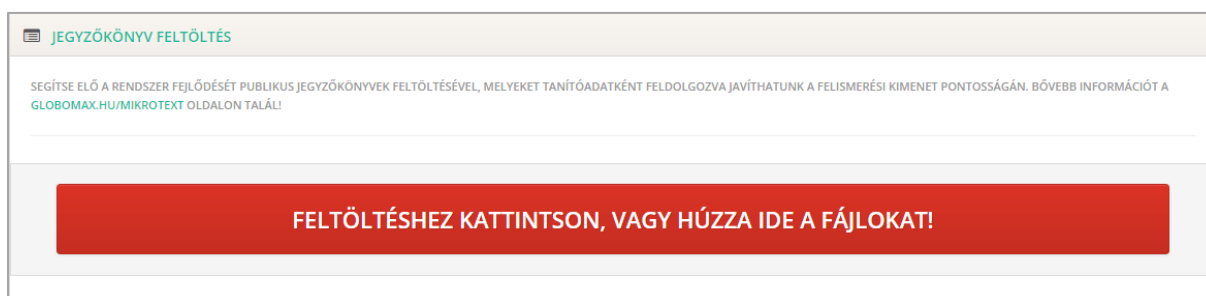 JEGYZŐKÖNYV FELTÖLTÉS
SEGÍTSE ELŐ A RENDSZER FEJLŐDÉSÉT PUBLIKUS JEGYZŐKÖNYVEK FELTÖLTÉSÉVEL, MELYEKET TANÍTÓADATKÉNT FELDOLGOZVA JAVÍTHATUNK A FELISMERÉSI KIMENET PONTOSSÁGÁN. BŐVEBB INFORMÁCIÓT A
GLOBOMAX.HU/MIKROTEXT OLDALON TALÁL!
FELTÖLTÉSHEZ KATTINTSON, VAGY HÚZZA IDE A FÁJLOKAT!